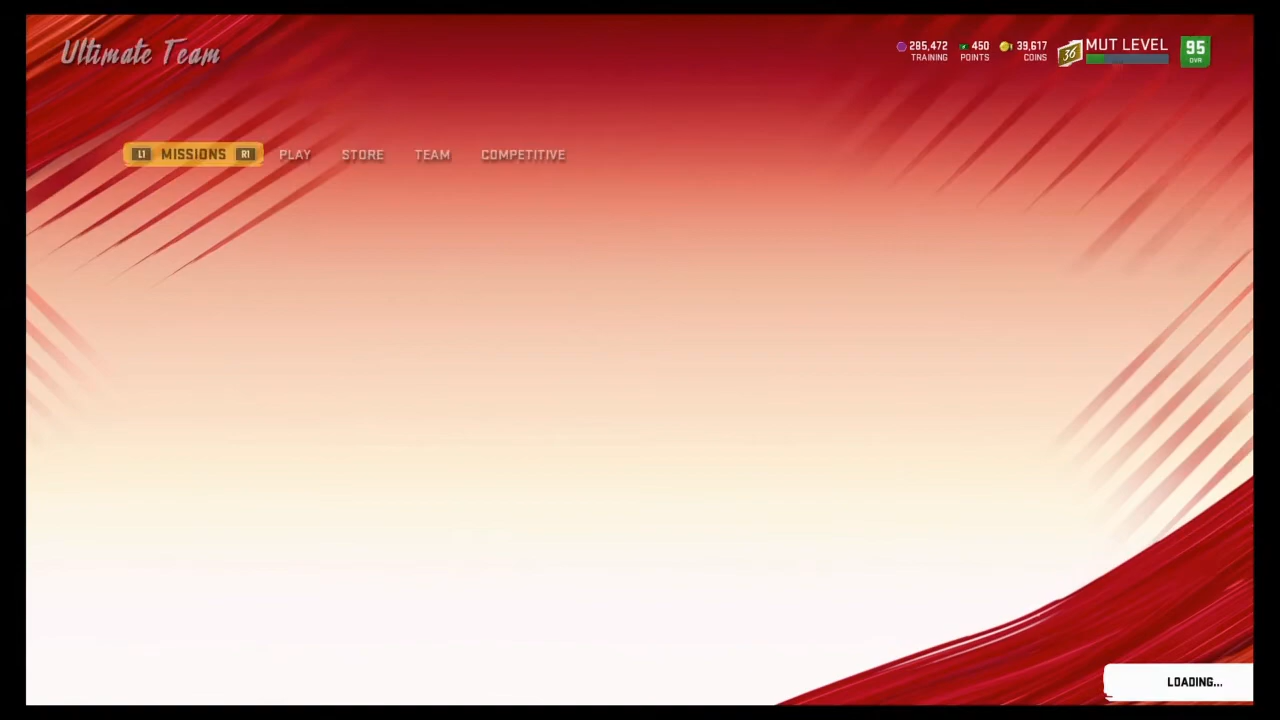 Ultimate Team
285,472 450 39,617 MUT LEVEL 95
TRAINING POINTS COINS 36 OVR
L1 MISSIONS R1 PLAY STORE TEAM COMPETITIVE
LOADING...